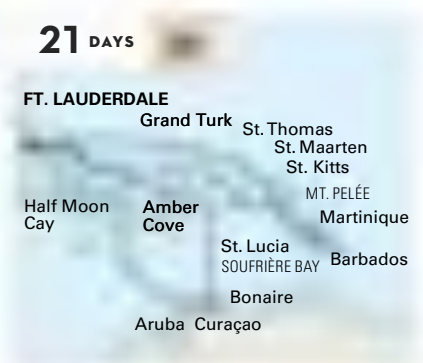 21 DAYS
FT. LAUDERDALE
Grand Turk
St. Thomas
St. Maarten
St. Kitts
MT. PELÉE
Martinique
Half Moon
Cay
Amber
Cove
St. Lucia
SOUFRIÈRE BAY
Barbados
Bonaire
Aruba Curaçao